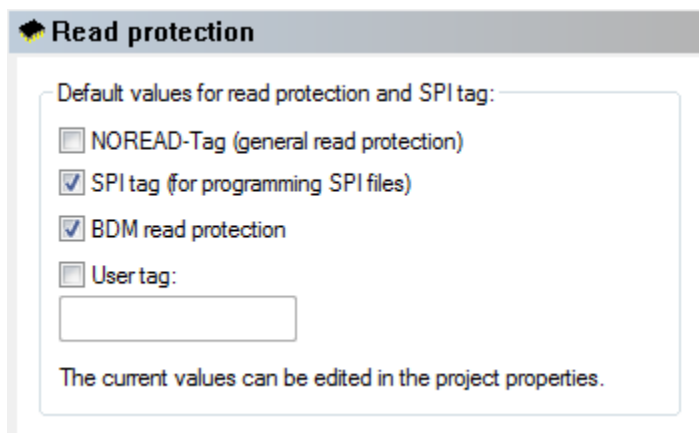 Read protection
Default values for read protection and SPI tag:
NOREAD-Tag (general read protection)
SPI tag (for programming SPI files)
BDM read protection
User tag:
The current values can be edited in the project properties.